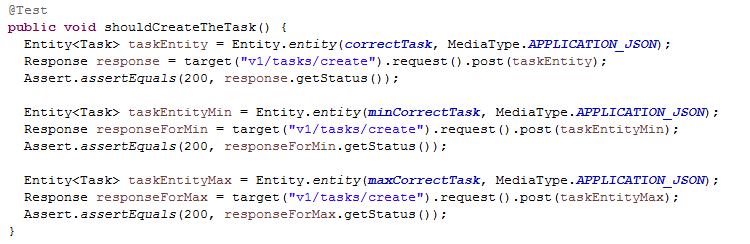 @Test
public void shouldCreateTheTask() {
  Entity<Task> taskEntity = Entity.entity(correctTask, MediaType.APPLICATION_JSON);
  Response response = target("v1/tasks/create").request().post(taskEntity);
  Assert.assertEquals(200, response.getStatus());
  Entity<Task> taskEntityMin = Entity.entity(minCorrectTask, MediaType.APPLICATION_JSON);
  Response responseForMin = target("v1/tasks/create").request().post(taskEntityMin);
  Assert.assertEquals(200, responseForMin.getStatus());
  Entity<Task> taskEntityMax = Entity.entity(maxCorrectTask, MediaType.APPLICATION_JSON);
  Response responseForMax = target("v1/tasks/create").request().post(taskEntityMax);
  Assert.assertEquals(200, responseForMax.getStatus());
}